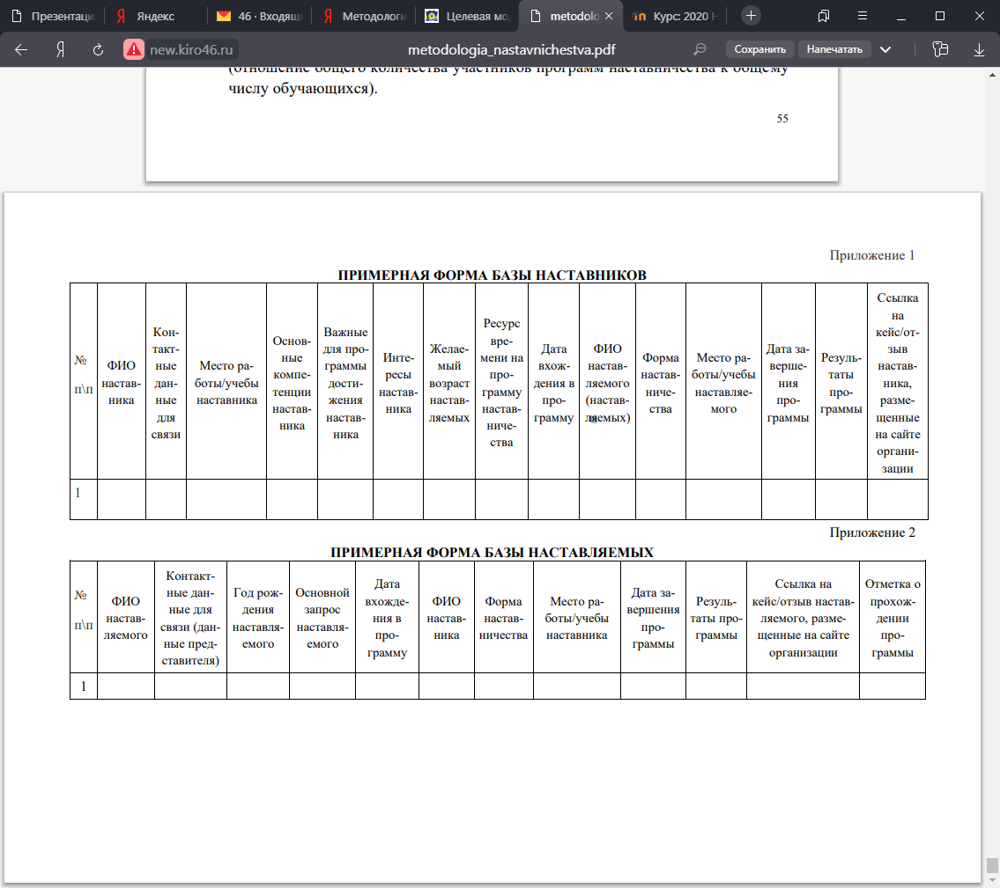 Презентаци
Яндекс
46 · Входящ
Методологи
Целевая мо
metodolo
Курс: 2020 Н
new.kiro46.ru
metodologia_nastavnichestva.pdf
Сохранить
Напечатать
(отношение общего количества участников программ наставничества к общему
числу обучающихся).
55
Приложение 1
ПРИМЕРНАЯ ФОРМА БАЗЫ НАСТАВНИКОВ
№
п\п
ФИО
настав-
ника
Кон-
такт-
ные
дан-
ные
для
связи
Место ра-
боты/учебы
наставника
Основ-
ные
компе-
тенции
настав-
ника
Важные
для про-
граммы
дости-
жения
настав-
ника
Инте-
ресы
настав-
ника
Желае-
мый
возраст
настав-
ляемых
Ресурс
вре-
мени на
про-
грамму
настав-
ниче-
ства
Дата
вхож-
дения в
про-
грамму
ФИО
настав-
ляемого
(настав-
ляемых)
Форма
настав-
ниче-
ства
Место ра-
боты/учебы
наставляе-
мого
Дата за-
верше-
ния
про-
граммы
Резуль-
таты
про-
граммы
Ссылка
на
кейс/от-
зыв
настав-
ника,
разме-
щенные
на сайте
органи-
зации
1
Приложение 2
ПРИМЕРНАЯ ФОРМА БАЗЫ НАСТАВЛЯЕМЫХ
№
п\п
ФИО
настав-
ляемого
Контакт-
ные дан-
ные для
связи (дан-
ные пред-
ставителя)
Год рож-
дения
наставля-
емого
Основной
запрос
наставля-
емого
Дата
вхожде-
ния в
про-
грамму
ФИО
настав-
ника
Форма
настав-
ничества
Место ра-
боты/учебы
наставника
Дата за-
вершения
про-
граммы
Резуль-
таты про-
граммы
Ссылка на
кейс/отзыв настав-
ляемого, разме-
щенные на сайте
организации
Отметка о
прохож-
дении
про-
граммы
1